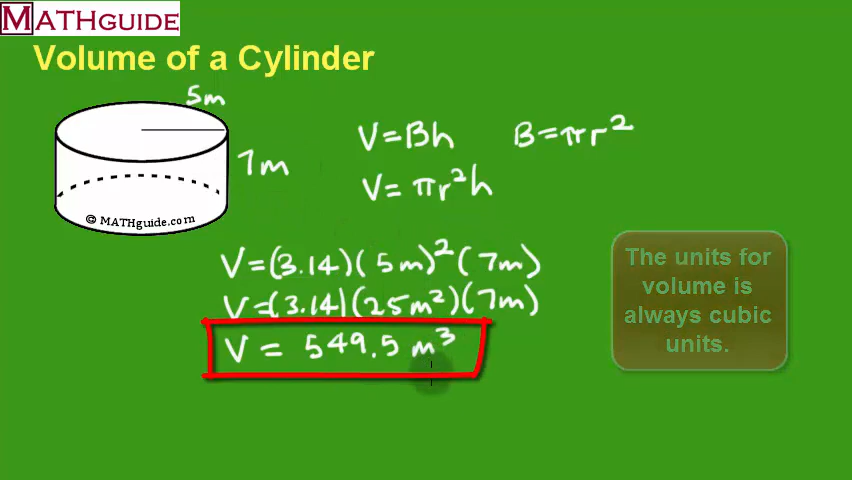 MATHGUIDE
Volume of a Cylinder
5m
7m
© MATHguide.com
V=Bh B=πr²
V=πr²h
V=(3.14)(5m)²(7m)
V=(3.14)(25m²)(7m)
V = 549.5 m³
The units for
volume is
always cubic
units.